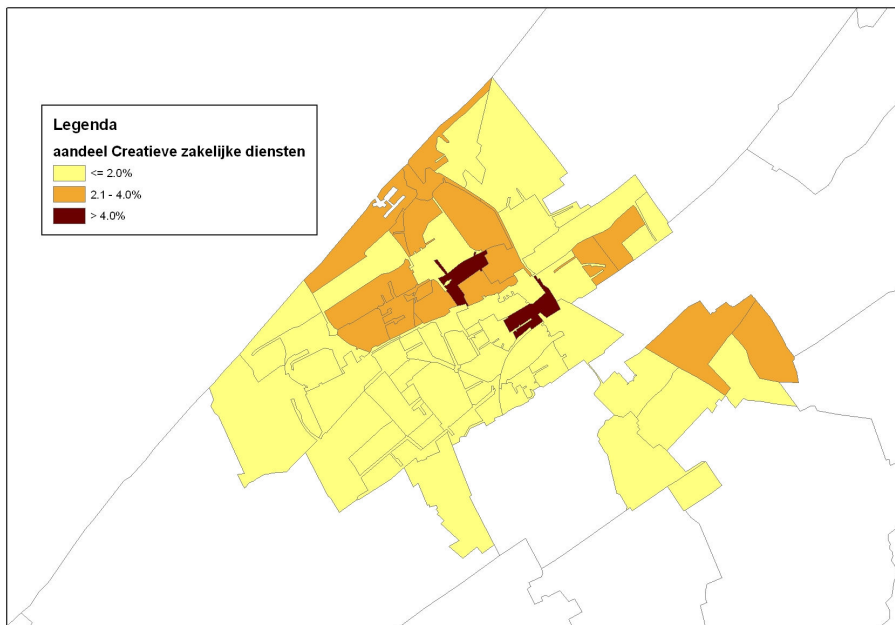 Legenda
aandeel Creatieve zakelijke diensten
<= 2.0%
2.1 - 4.0%
> 4.0%